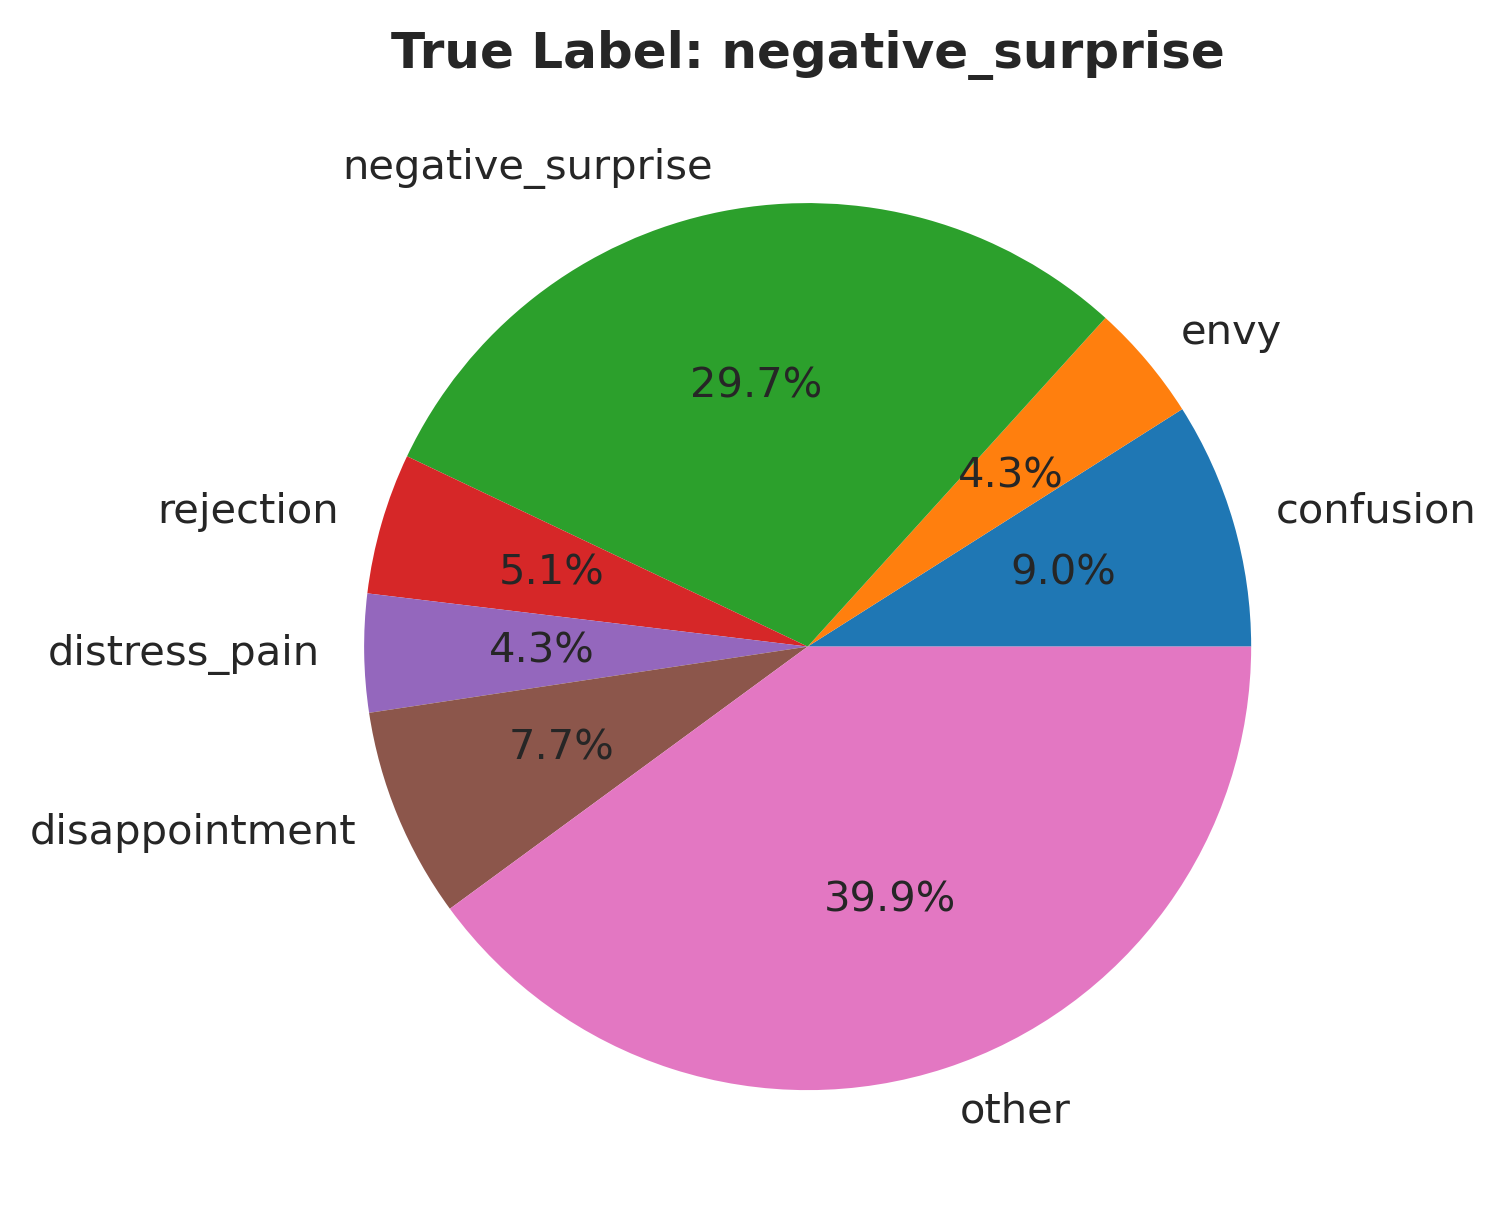 True Label: negative_surprise
negative_surprise
envy
29.7%
4.3%
rejection
confusion
5.1%
9.0%
distress_pain
4.3%
7.7%
disappointment
39.9%
other